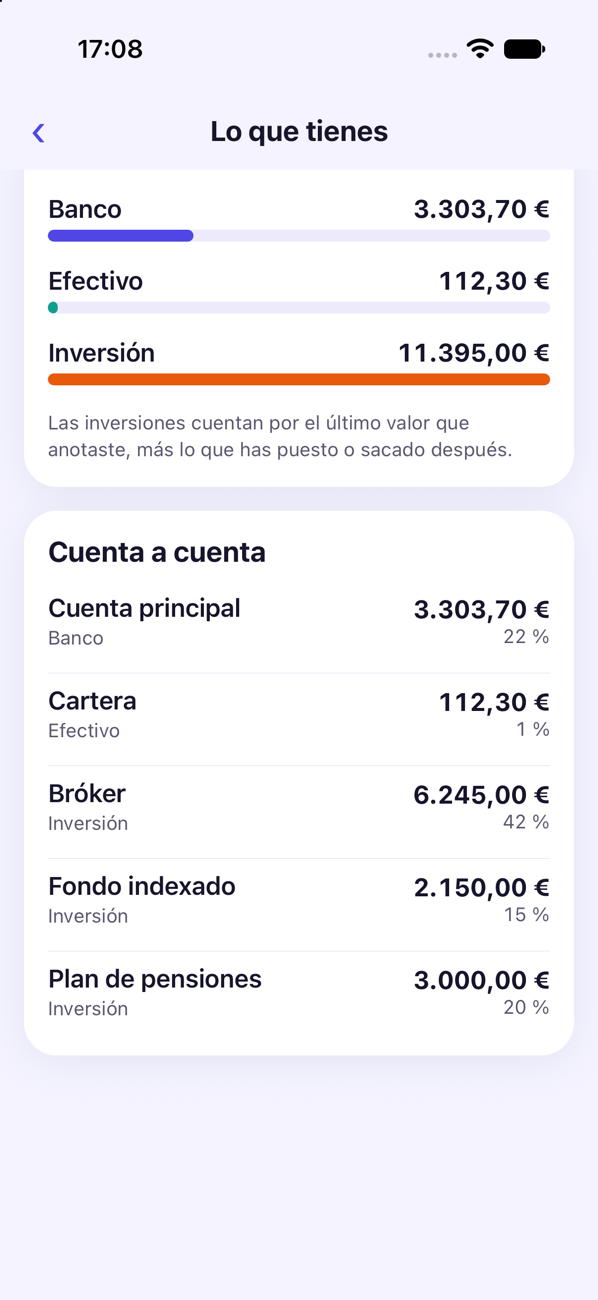 17:08
Lo que tienes
Banco 3.303,70 €
Efectivo 112,30 €
Inversión 11.395,00 €
Las inversiones cuentan por el último valor que
anotaste, más lo que has puesto o sacado después.
Cuenta a cuenta
Cuenta principal 3.303,70 €
Banco 22 %
Cartera 112,30 €
Efectivo 1 %
Bróker 6.245,00 €
Inversión 42 %
Fondo indexado 2.150,00 €
Inversión 15 %
Plan de pensiones 3.000,00 €
Inversión 20 %